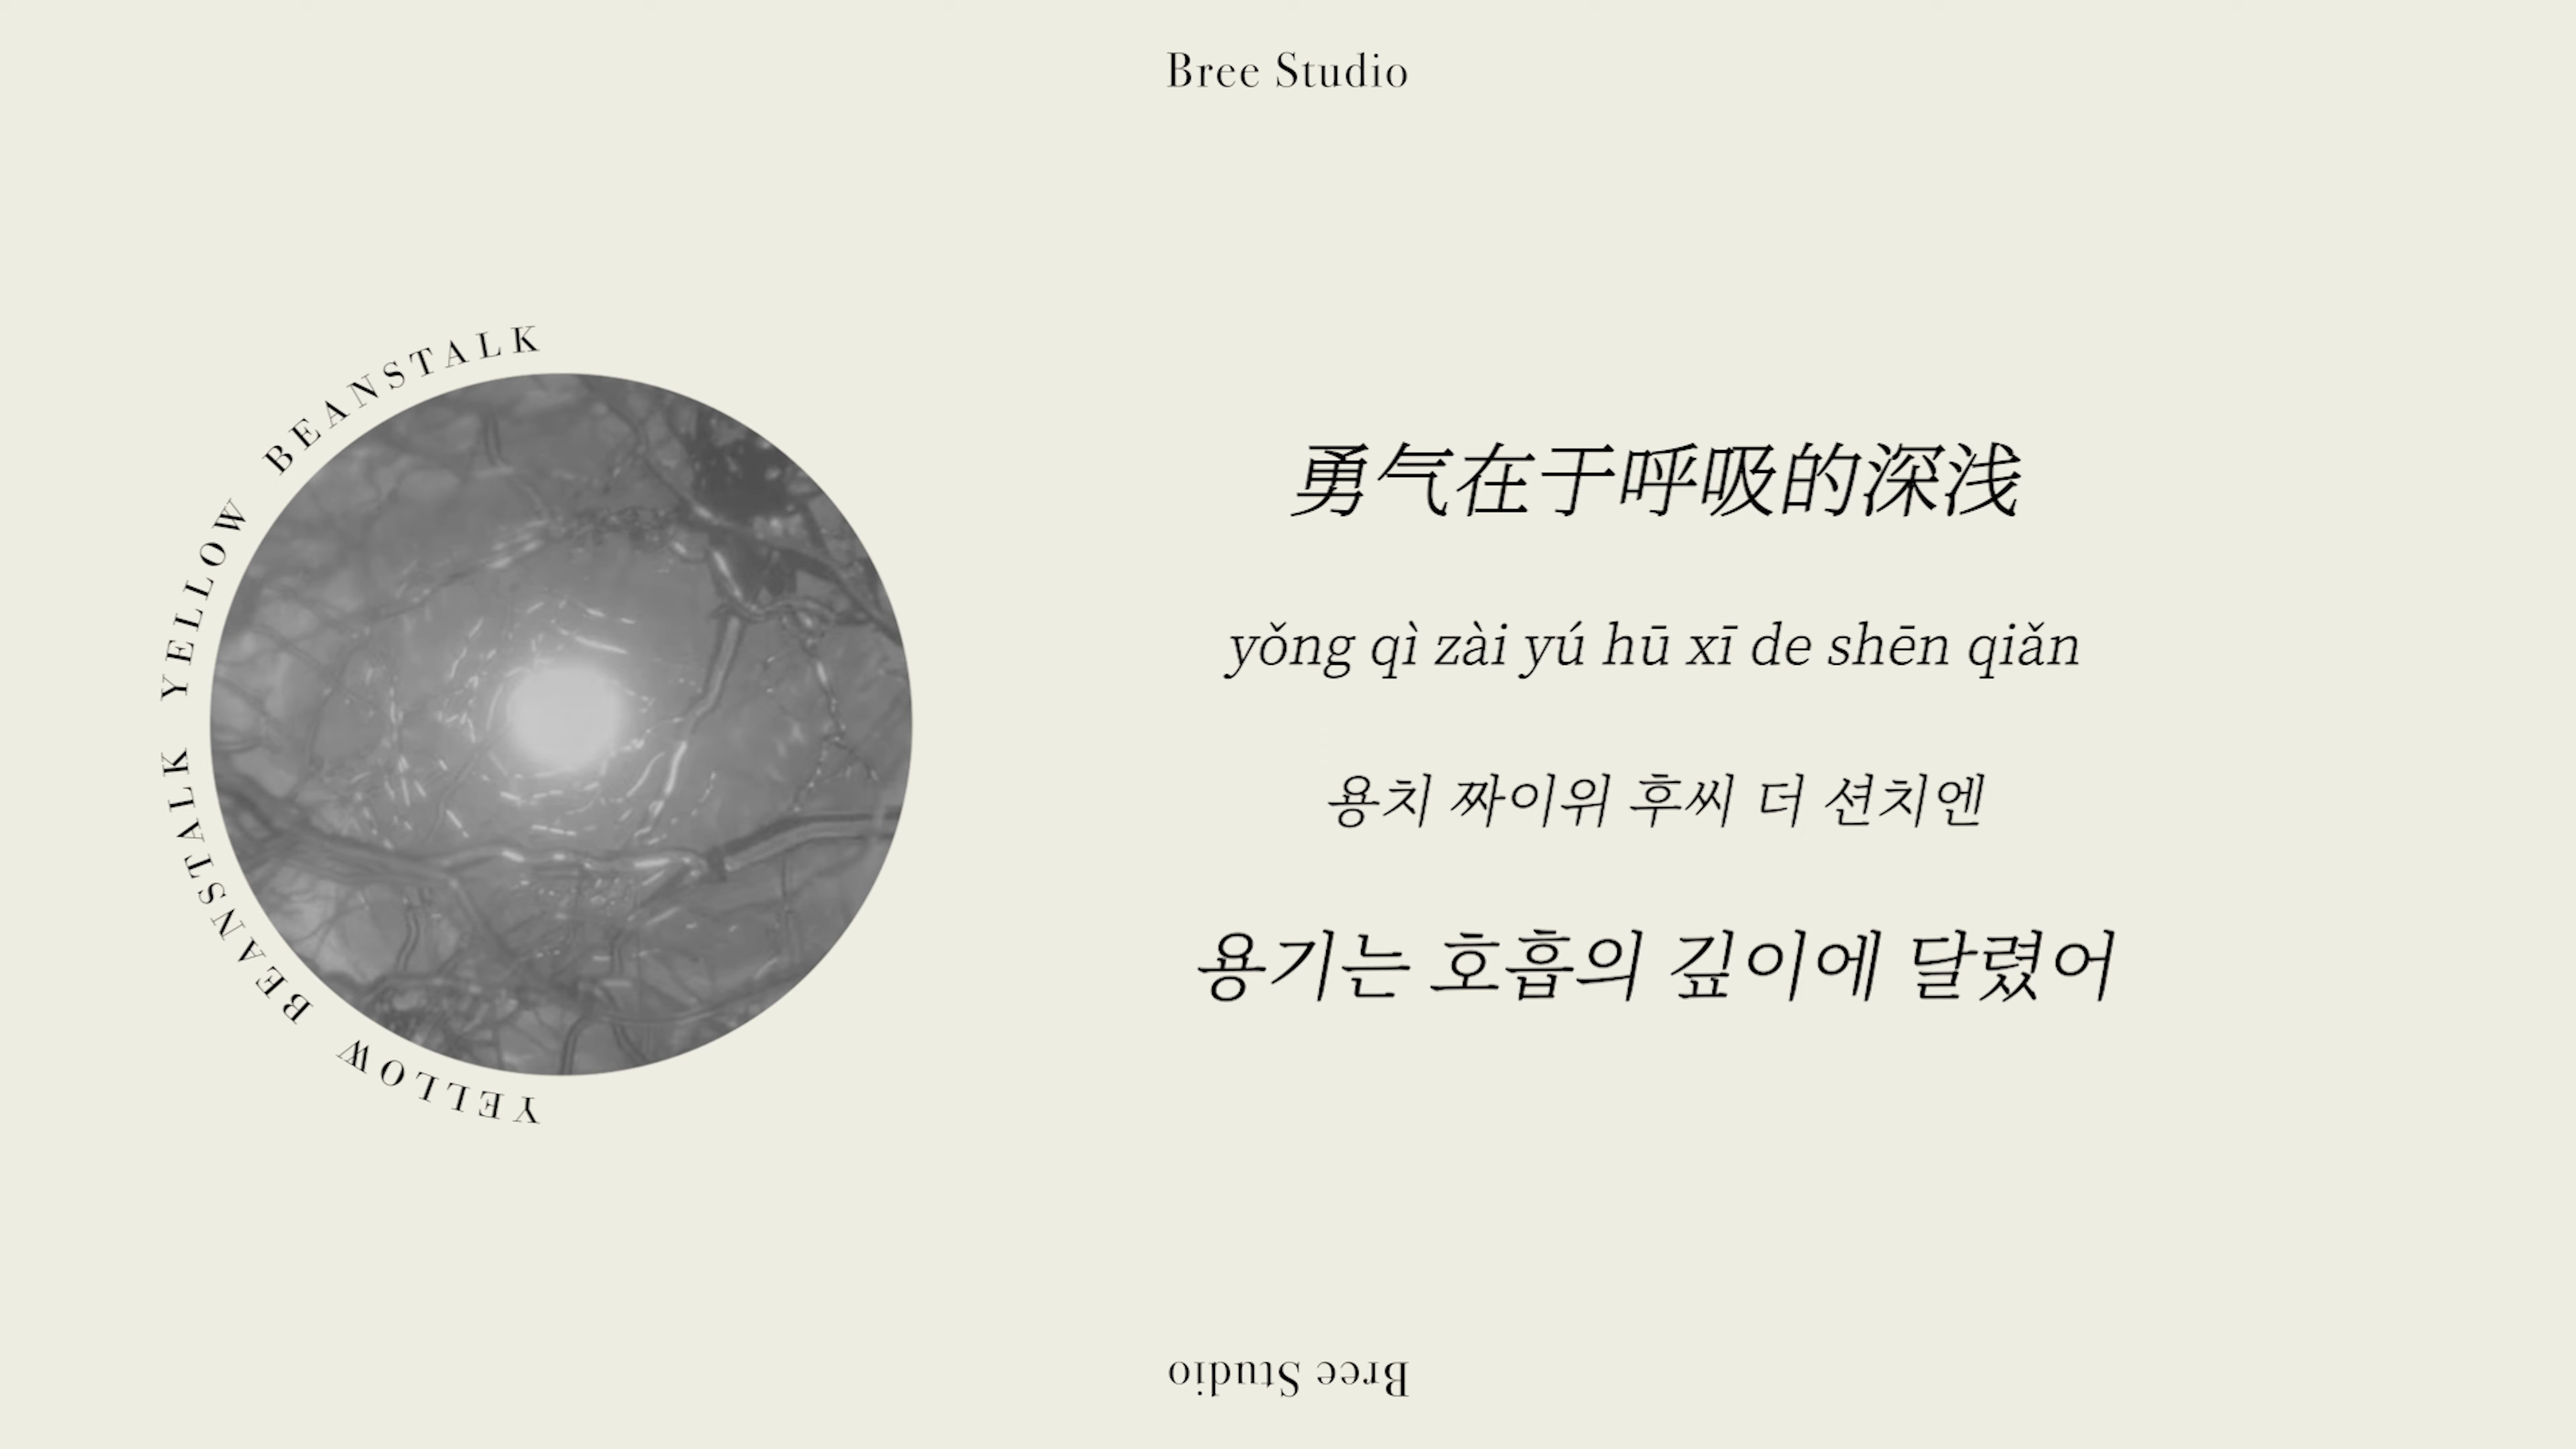 Bree Studio
YELLOW BEANSTALK YELLOW BEANSTALK
勇气在于呼吸的深浅
yǒng qì zài yú hū xī de shēn qiǎn
용치 짜이위 후씨 더 션치엔
용기는 호흡의 깊이에 달렸어
Bree Studio